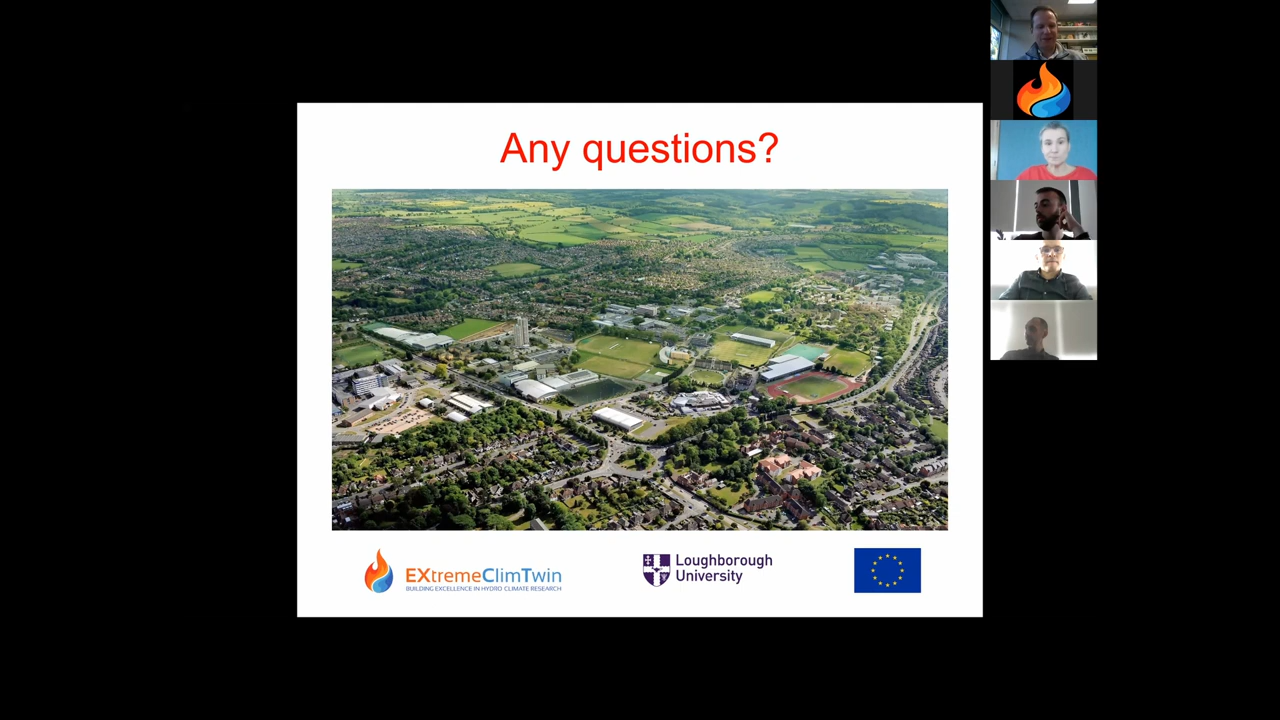 Any questions?
EXtremeClimTwin
BUILDING EXCELLENCE IN HYDRO CLIMATE RESEARCH
Loughborough
University